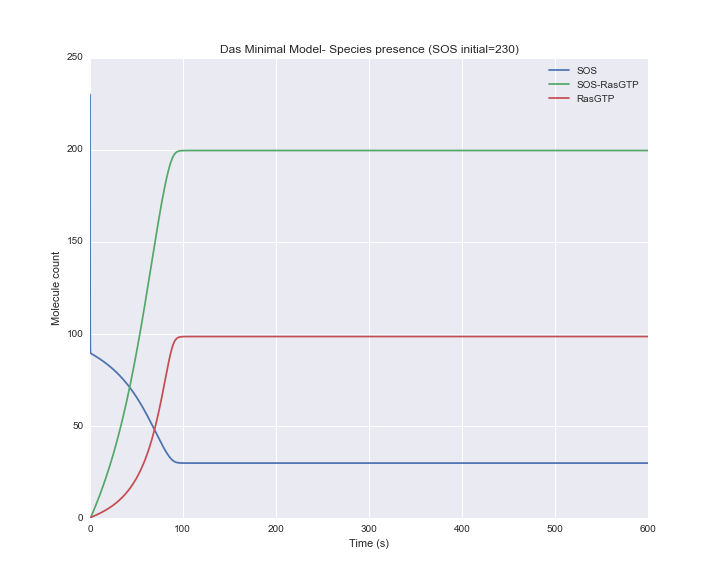 Das Minimal Model- Species presence (SOS initial=230)
250
200
150
100
50
0
Molecule count
SOS
SOS-RasGTP
RasGTP
0 100 200 300 400 500 600
Time (s)